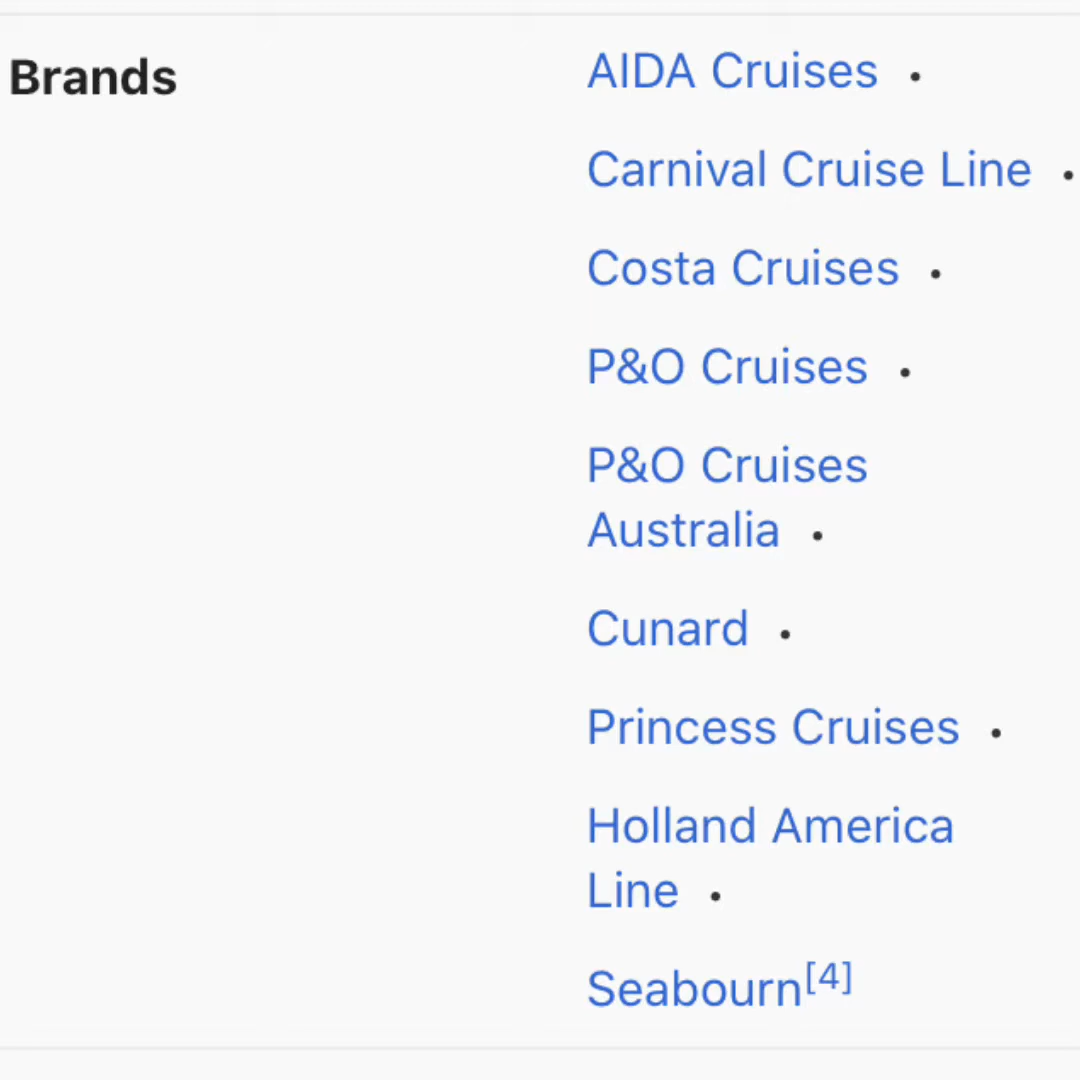 Brands
AIDA Cruises •
Carnival Cruise Line •
Costa Cruises •
P&O Cruises •
P&O Cruises
Australia •
Cunard •
Princess Cruises •
Holland America
Line •
Seabourn[4]